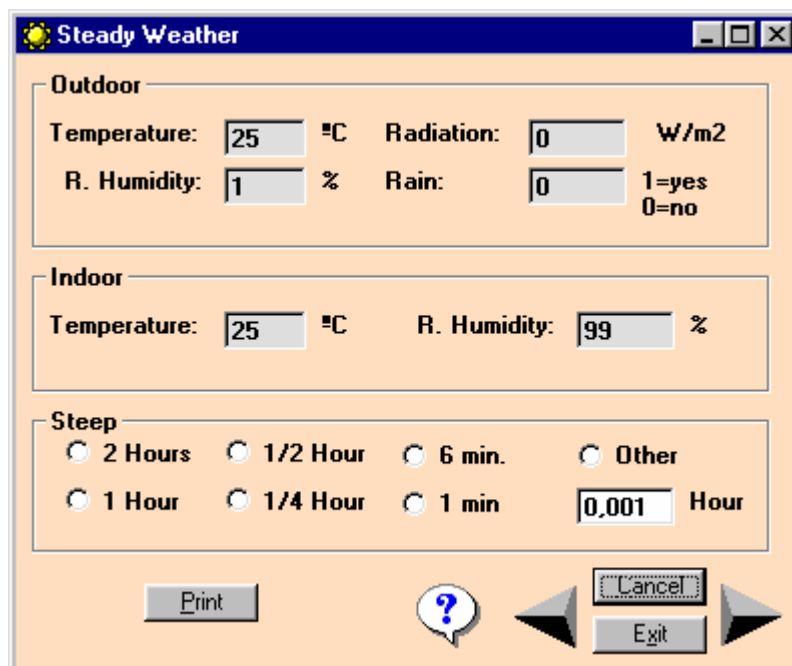 Steady Weather
Outdoor
Temperature: 25 ºC Radiation: 0 W/m2
R. Humidity: 1 % Rain: 0 1=yes
0=no
Indoor
Temperature: 25 ºC R. Humidity: 99 %
Steep
2 Hours 1/2 Hour 6 min. Other
1 Hour 1/4 Hour 1 min 0,001 Hour
Print ? Cancel
Exit